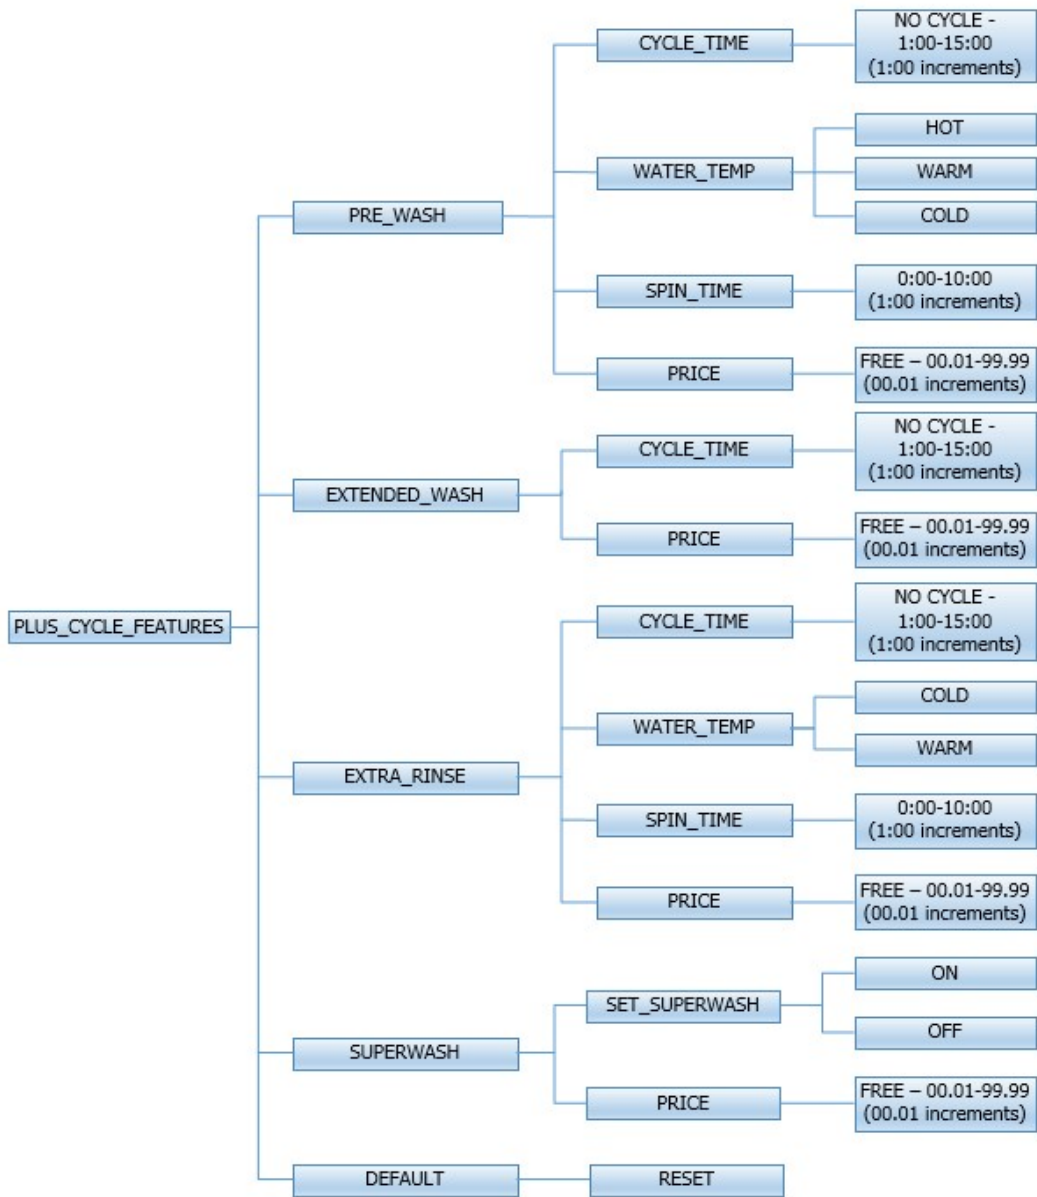 CYCLE_TIME
NO CYCLE -
1:00-15:00
(1:00 increments)
HOT
WATER_TEMP
WARM
PRE_WASH
COLD
SPIN_TIME
0:00-10:00
(1:00 increments)
PRICE
FREE – 00.01-99.99
(00.01 increments)
CYCLE_TIME
NO CYCLE -
1:00-15:00
(1:00 increments)
EXTENDED_WASH
PRICE
FREE – 00.01-99.99
(00.01 increments)
PLUS_CYCLE_FEATURES
CYCLE_TIME
NO CYCLE -
1:00-15:00
(1:00 increments)
COLD
WATER_TEMP
WARM
EXTRA_RINSE
SPIN_TIME
0:00-10:00
(1:00 increments)
PRICE
FREE – 00.01-99.99
(00.01 increments)
ON
SET_SUPERWASH
OFF
SUPERWASH
PRICE
FREE – 00.01-99.99
(00.01 increments)
DEFAULT
RESET